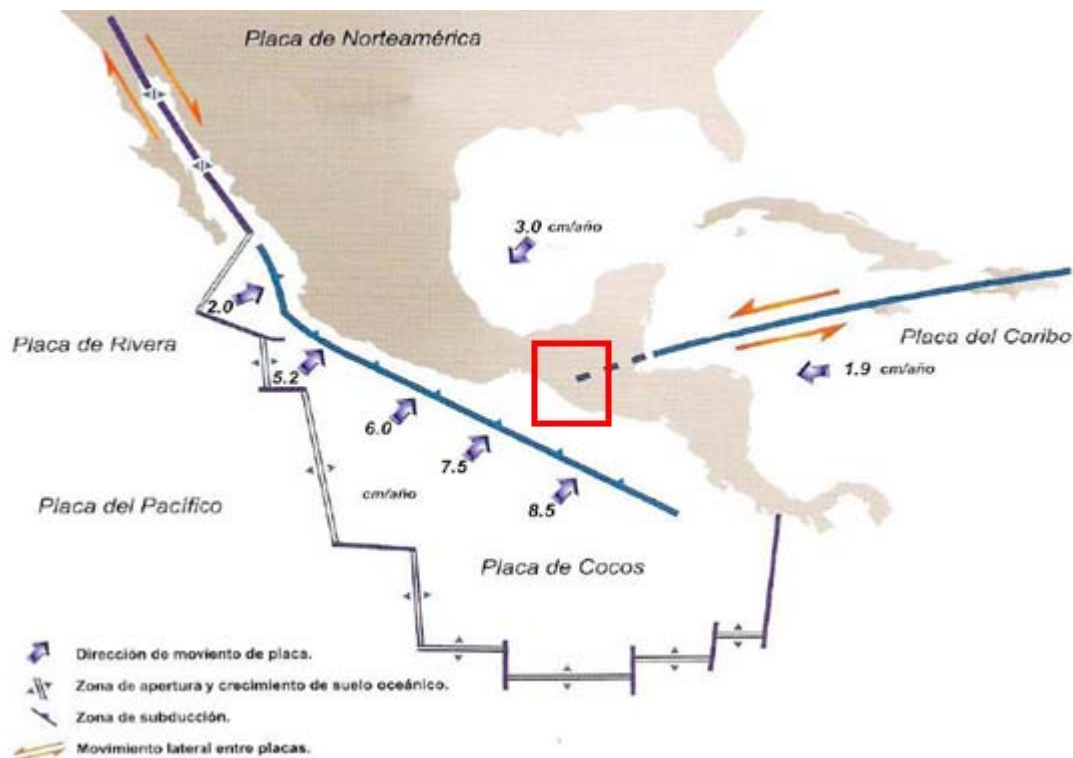 Placa de Norteamérica
3.0 cm/año
2.0
Placa de Rivera
Placa del Caribo
5.2
1.9 cm/año
6.0
7.5
cm/año
8.5
Placa del Pacífico
Placa de Cocos
Dirección de moviento de placa.
Zona de apertura y crecimiento de suelo oceánico.
Zona de subducción.
Movimiento lateral entre placas.